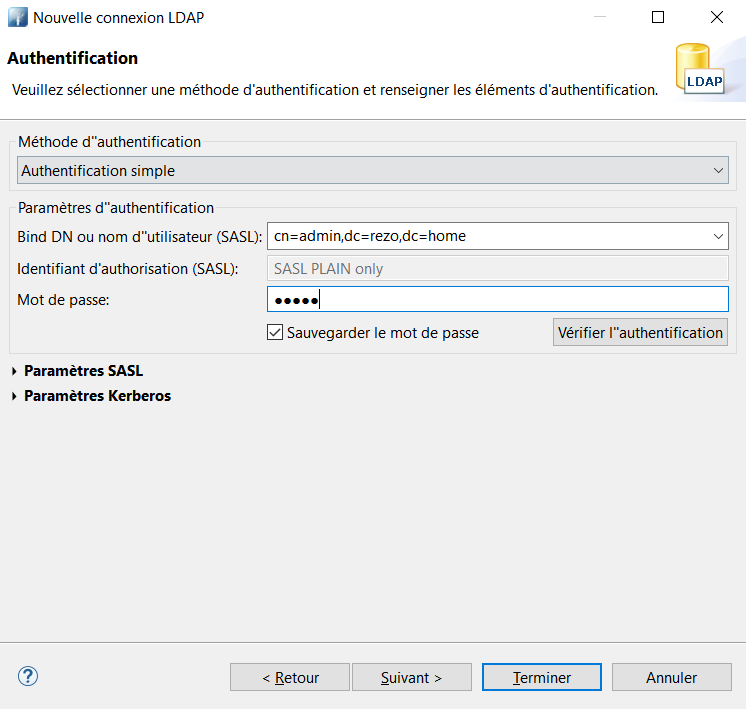 Nouvelle connexion LDAP
Authentification
Veuillez sélectionner une méthode d'authentification et renseigner les éléments d'authentification.
LDAP
Méthode d''authentification
Authentification simple
Paramètres d''authentification
Bind DN ou nom d''utilisateur (SASL): cn=admin,dc=rezo,dc=home
Identifiant d'authorisation (SASL): SASL PLAIN only
Mot de passe: ●●●●●
Sauvegarder le mot de passe Vérifier l''authentification
Paramètres SASL
Paramètres Kerberos
? < Retour Suivant > Terminer Annuler